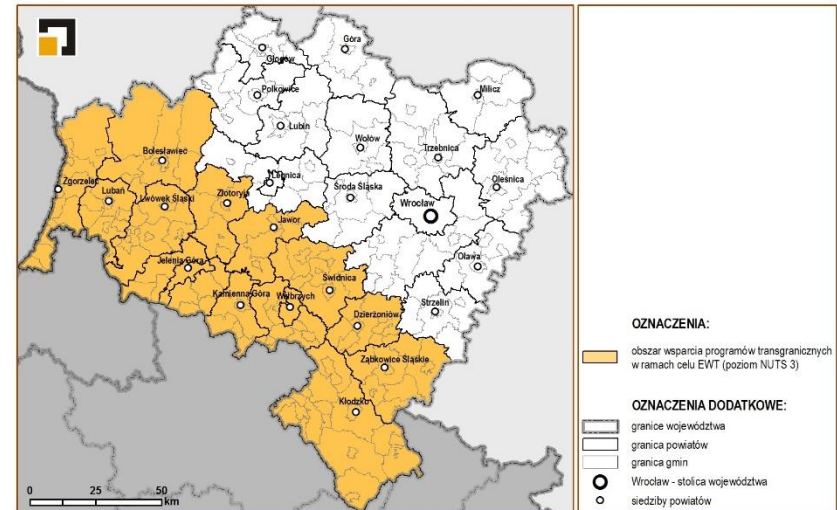 Góra
Głogów
Polkowice
Milicz
Lubin
Wołów
Trzebnica
Bolesławiec
Oleśnica
Legnica
Zgorzelec
Lubań
Lwówek Śląski
Złotoryja
Środa Śląska
Wrocław
Jawor
Oława
Jelenia Góra
Świdnica
Kamienna Góra
Wałbrzych
Strzelin
Dzierżoniów
Ząbkowice Śląskie
Kłodzko
0 25 50
km
OZNACZENIA:
obszar wsparcia programów transgranicznych
w ramach celu EWT (poziom NUTS 3)
OZNACZENIA DODATKOWE:
granice województwa
granica powiatów
granica gmin
Wrocław - stolica województwa
siedziby powiatów